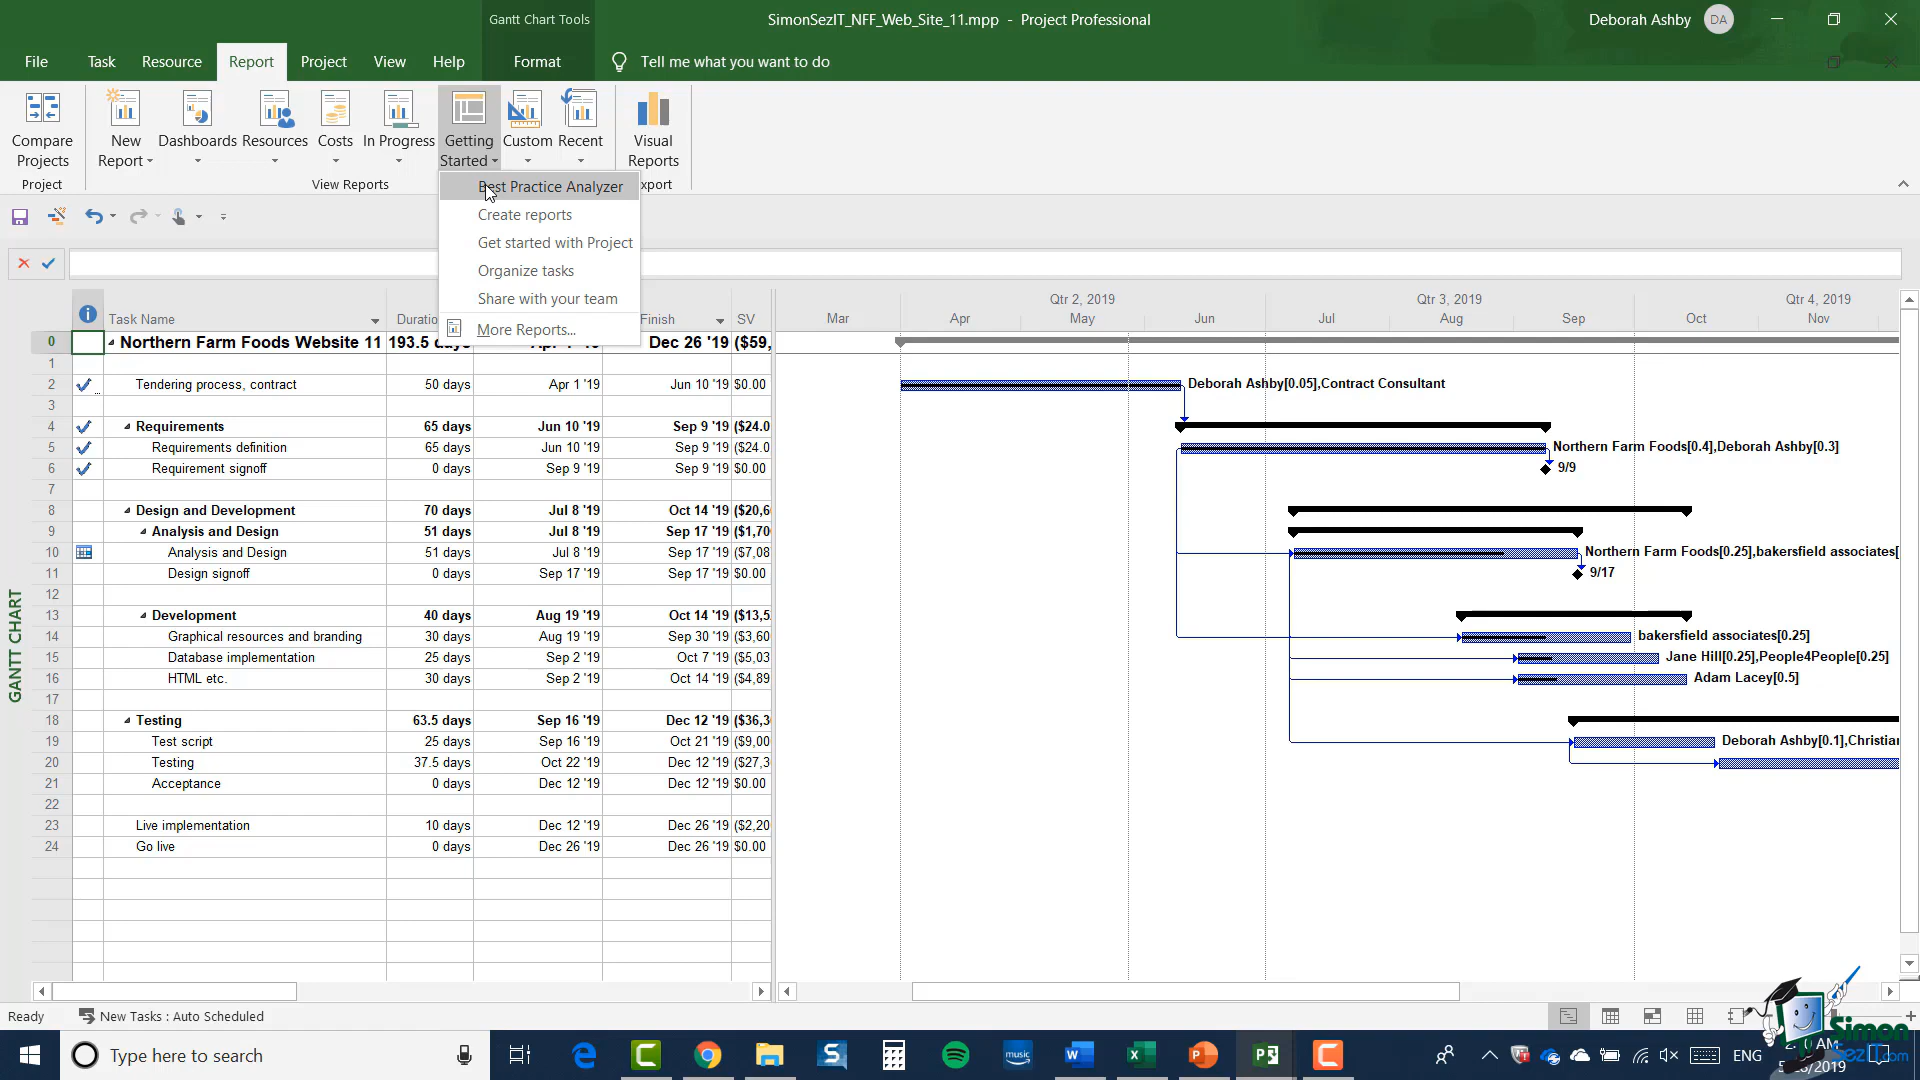 Gantt Chart Tools
SimonSezIT_NFF_Web_Site_11.mpp - Project Professional
Deborah Ashby DA
File Task Resource Report Project View Help Format Tell me what you want to do
Compare Projects
New Report
Dashboards
Resources
Costs
In Progress
Getting Started
Custom
Recent
Visual Reports
Project
View Reports
Best Practice Analyzer
Create reports
Get started with Project
Organize tasks
Share with your team
More Reports...
Task Name Finish SV
0 Northern Farm Foods Website 11 193.5 days Dec 26 '19 ($59,
1
2 Tendering process, contract 50 days Apr 1 '19 Jun 10 '19 $0.00
3
4 Requirements 65 days Jun 10 '19 Sep 9 '19 ($24.0
5 Requirements definition 65 days Jun 10 '19 Sep 9 '19 ($24.0
6 Requirement signoff 0 days Sep 9 '19 Sep 9 '19 $0.00
7
8 Design and Development 70 days Jul 8 '19 Oct 14 '19 ($20,6
9 Analysis and Design 51 days Jul 8 '19 Sep 17 '19 ($1,70
10 Analysis and Design 51 days Jul 8 '19 Sep 17 '19 ($7,08
11 Design signoff 0 days Sep 17 '19 Sep 17 '19 $0.00
12
13 Development 40 days Aug 19 '19 Oct 14 '19 ($13,5
14 Graphical resources and branding 30 days Aug 19 '19 Sep 30 '19 ($3,60
15 Database implementation 25 days Sep 2 '19 Oct 7 '19 ($5,03
16 HTML etc. 30 days Sep 2 '19 Oct 14 '19 ($4,89
17
18 Testing 63.5 days Sep 16 '19 Dec 12 '19 ($36,3
19 Test script 25 days Sep 16 '19 Oct 21 '19 ($9,00
20 Testing 37.5 days Oct 22 '19 Dec 12 '19 ($27,3
21 Acceptance 0 days Dec 12 '19 Dec 12 '19 $0.00
22
23 Live implementation 10 days Dec 12 '19 Dec 26 '19 ($2,20
24 Go live 0 days Dec 26 '19 Dec 26 '19 $0.00
GANTT CHART
Qtr 2, 2019 Qtr 3, 2019 Qtr 4, 2019
Mar Apr May Jun Jul Aug Sep Oct Nov
Deborah Ashby[0.05],Contract Consultant
Northern Farm Foods[0.4],Deborah Ashby[0.3]
9/9
Northern Farm Foods[0.25],bakersfield associates[
9/17
bakersfield associates[0.25]
Jane Hill[0.25],People4People[0.25]
Adam Lacey[0.5]
Deborah Ashby[0.1],Christian
Ready New Tasks : Auto Scheduled
Type here to search
music
ENG
Simon
SezIT.com